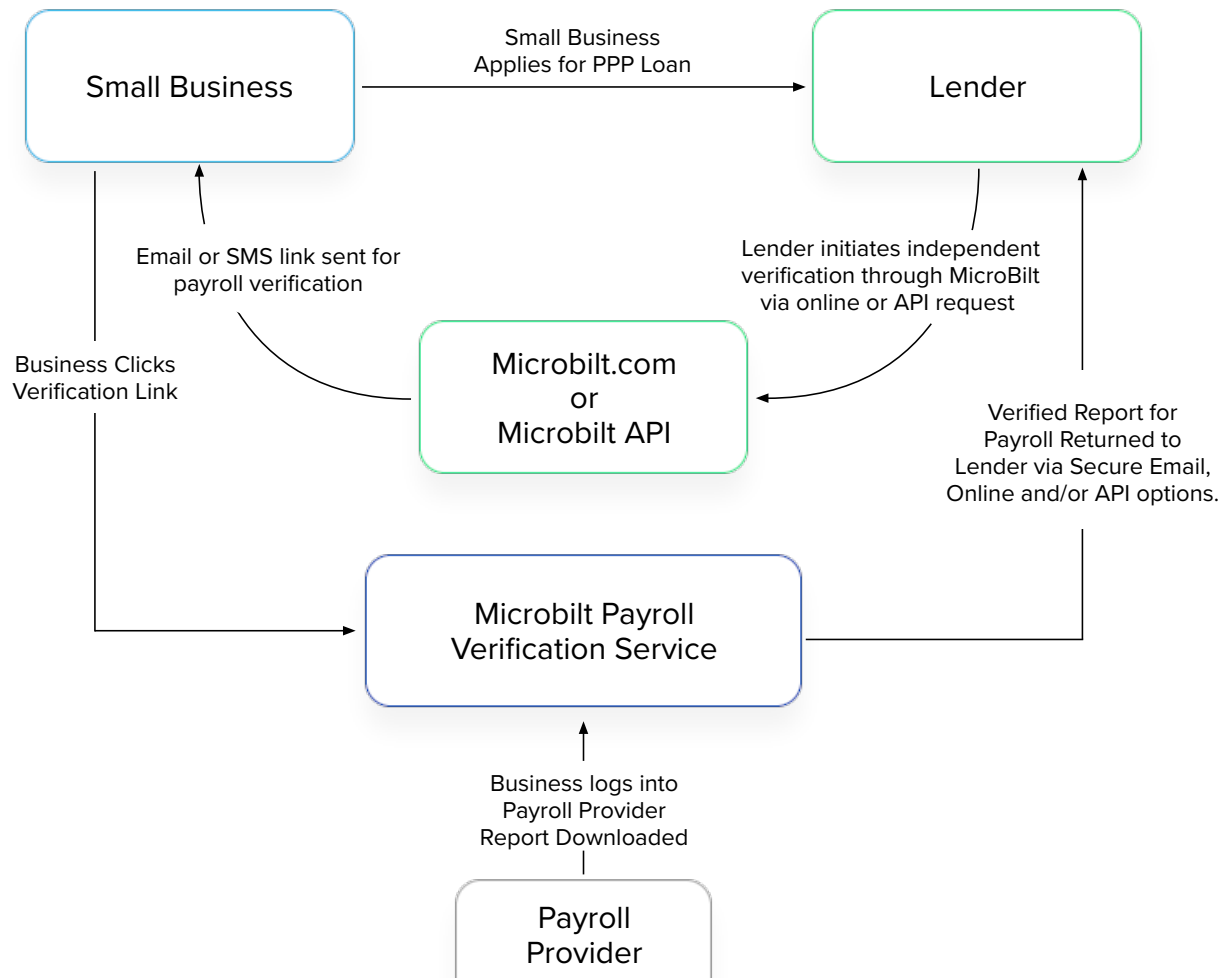 Small Business
Applies for PPP Loan
Small Business
Lender
Email or SMS link sent for
payroll verification
Lender initiates independent
verification through MicroBilt
via online or API request
Business Clicks
Verification Link
Microbilt.com
or
Microbilt API
Verified Report for
Payroll Returned to
Lender via Secure Email,
Online and/or API options.
Microbilt Payroll
Verification Service
Business logs into
Payroll Provider
Report Downloaded
Payroll
Provider